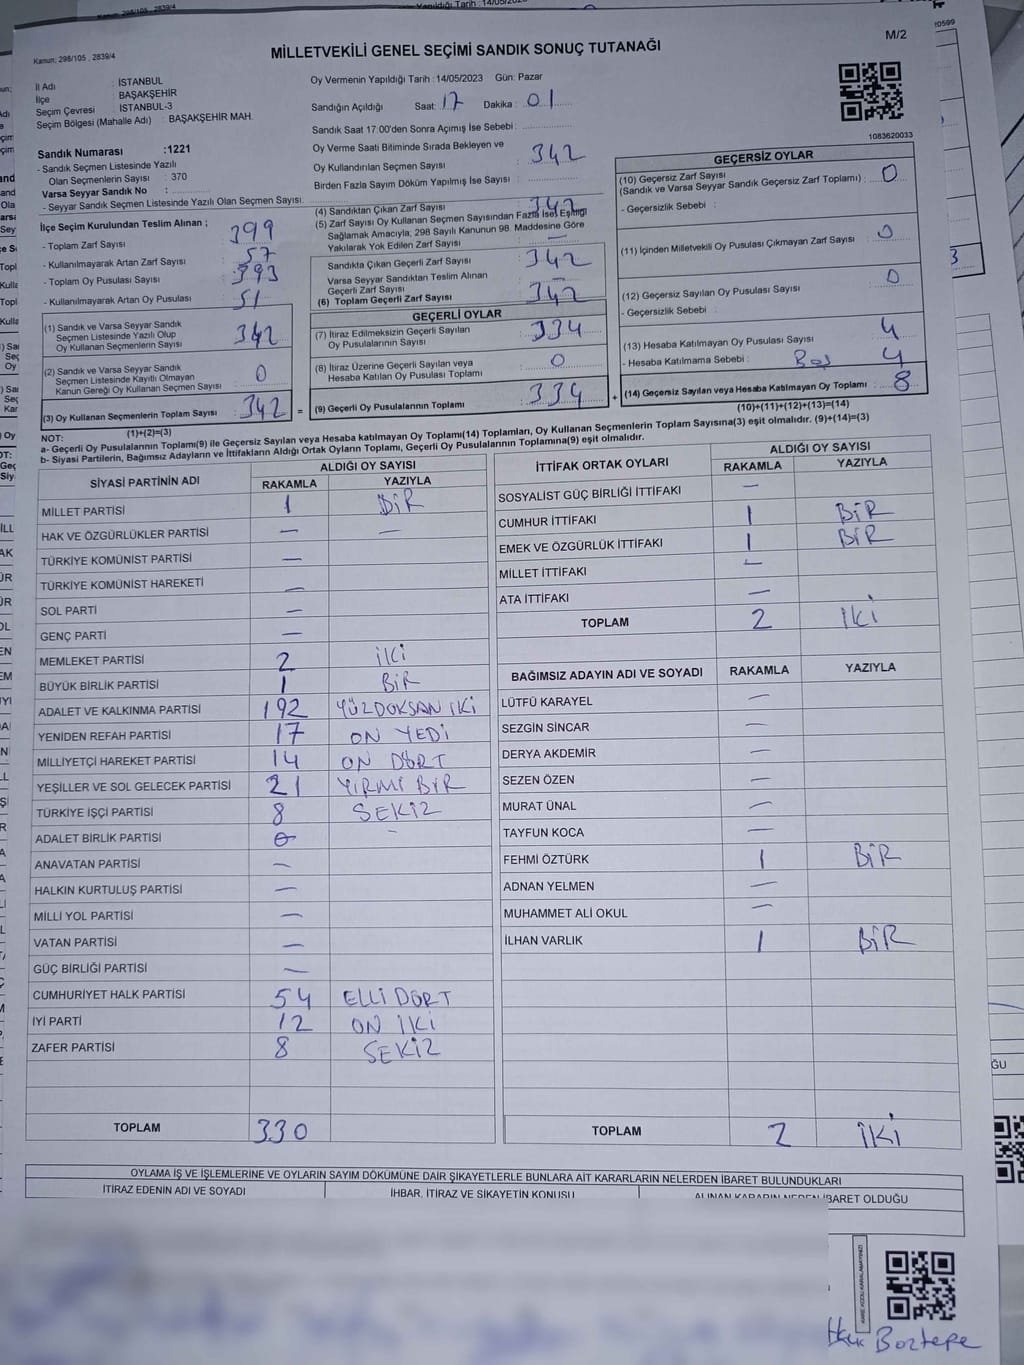 Kanun: 298/105 , 2839/4
M/2
MİLLETVEKİLİ GENEL SEÇİMİ SANDIK SONUÇ TUTANAĞI
İl Adı : İSTANBUL
İlçe : BAŞAKŞEHİR
Seçim Çevresi : İSTANBUL-3
Seçim Bölgesi (Mahalle Adı) : BAŞAKŞEHİR MAH.
Sandık Numarası :1221
- Sandık Seçmen Listesinde Yazılı
Olan Seçmenlerin Sayısı : 370
Varsa Seyyar Sandık No :
- Seyyar Sandık Seçmen Listesinde Yazılı Olan Seçmen Sayısı:
Oy Vermenin Yapıldığı Tarih :14/05/2023 Gün: Pazar
Sandığın Açıldığı Saat: 17 Dakika : 01
Sandık Saat 17:00'den Sonra Açımış İse Sebebi :
Oy Verme Saati Bitiminde Sırada Bekleyen ve
Oy Kullandırılan Seçmen Sayısı : 342
Birden Fazla Sayım Döküm Yapılmış İse Sayısı :
1083620033
İlçe Seçim Kurulundan Teslim Alınan ;
- Toplam Zarf Sayısı : 399
- Kullanılmayarak Artan Zarf Sayısı : 57
- Toplam Oy Pusulası Sayısı : 393
- Kullanılmayarak Artan Oy Pusulası : 51
(1) Sandık ve Varsa Seyyar Sandık
Seçmen Listesinde Yazılı Olup
Oy Kullanan Seçmenlerin Sayısı 342
(2) Sandık ve Varsa Seyyar Sandık
Seçmen Listesinde Kayıtlı Olmayan
Kanun Gereği Oy Kullanan Seçmen Sayısı 0
(3) Oy Kullanan Seçmenlerin Toplam Sayısı 342 =
(1)+(2)=(3)
(4) Sandıktan Çıkan Zarf Sayısı 342
(5) Zarf Sayısı Oy Kullanan Seçmen Sayısından Fazla İse, Eşitliği
Sağlamak Amacıyla, 298 Sayılı Kanunun 98. Maddesine Göre
Yakılarak Yok Edilen Zarf Sayısı —
Sandıkta Çıkan Geçerli Zarf Sayısı 342
Varsa Seyyar Sandıktan Teslim Alınan
Geçerli Zarf Sayısı
(6) Toplam Geçerli Zarf Sayısı 342
GEÇERLİ OYLAR
(7) İtiraz Edilmeksizin Geçerli Sayılan
Oy Pusulalarının Sayısı 334
(8) İtiraz Üzerine Geçerli Sayılan veya
Hesaba Katılan Oy Pusulası Toplamı 0
(9) Geçerli Oy Pusulalarının Toplamı 334 +
GEÇERSİZ OYLAR
(10) Geçersiz Zarf Sayısı
(Sandık ve Varsa Seyyar Sandık Geçersiz Zarf Toplamı) : 0
- Geçersizlik Sebebi :
(11) İçinden Milletvekili Oy Pusulası Çıkmayan Zarf Sayısı 0
(12) Geçersiz Sayılan Oy Pusulası Sayısı 0
- Geçersizlik Sebebi :
(13) Hesaba Katılmayan Oy Pusulası Sayısı 4
- Hesaba Katılmama Sebebi : Boş 4
(14) Geçersiz Sayılan veya Hesaba Katılmayan Oy Toplamı 8
(10)+(11)+(12)+(13)=(14)
NOT:
a- Geçerli Oy Pusulalarının Toplamı(9) ile Geçersiz Sayılan veya Hesaba katılmayan Oy Toplamı(14) Toplamları, Oy Kullanan Seçmenlerin Toplam Sayısına(3) eşit olmalıdır. (9)+(14)=(3)
b- Siyasi Partilerin, Bağımsız Adayların ve İttifakların Aldığı Ortak Oyların Toplamı, Geçerli Oy Pusulalarının Toplamına(9) eşit olmalıdır.
SİYASİ PARTİNİN ADI ALDIĞI OY SAYISI
RAKAMLA YAZIYLA
MİLLET PARTİSİ 1 BİR
HAK VE ÖZGÜRLÜKLER PARTİSİ — —
TÜRKİYE KOMÜNİST PARTİSİ —
TÜRKİYE KOMÜNİST HAREKETİ —
SOL PARTİ —
GENÇ PARTİ —
MEMLEKET PARTİSİ 2 İKİ
BÜYÜK BİRLİK PARTİSİ 1 BİR
ADALET VE KALKINMA PARTİSİ 192 YÜZDOKSAN İKİ
YENİDEN REFAH PARTİSİ 17 ON YEDİ
MİLLİYETÇİ HAREKET PARTİSİ 14 ON DÖRT
YEŞİLLER VE SOL GELECEK PARTİSİ 21 YIRMI BİR
TÜRKİYE İŞÇİ PARTİSİ 8 SEKİZ
ADALET BİRLİK PARTİSİ 0 —
ANAVATAN PARTİSİ —
HALKIN KURTULUŞ PARTİSİ —
MİLLİ YOL PARTİSİ —
VATAN PARTİSİ —
GÜÇ BİRLİĞİ PARTİSİ —
CUMHURİYET HALK PARTİSİ 54 ELLİ DÖRT
İYİ PARTİ 12 ON İKİ
ZAFER PARTİSİ 8 SEKİZ
TOPLAM 330
İTTİFAK ORTAK OYLARI ALDIĞI OY SAYISI
RAKAMLA YAZIYLA
SOSYALİST GÜÇ BİRLİĞİ İTTİFAKI —
CUMHUR İTTİFAKI 1 BİR
EMEK VE ÖZGÜRLÜK İTTİFAKI 1 BİR
MİLLET İTTİFAKI —
ATA İTTİFAKI —
TOPLAM 2 İKİ
BAĞIMSIZ ADAYIN ADI VE SOYADI RAKAMLA YAZIYLA
LÜTFÜ KARAYEL —
SEZGİN SİNCAR —
DERYA AKDEMİR —
SEZEN ÖZEN —
MURAT ÜNAL —
TAYFUN KOCA —
FEHMİ ÖZTÜRK 1 BİR
ADNAN YELMEN —
MUHAMMET ALİ OKUL —
İLHAN VARLIK 1 BİR
TOPLAM 2 İKİ
OYLAMA İŞ VE İŞLEMLERİNE VE OYLARIN SAYIM DÖKÜMÜNE DAİR ŞİKAYETLERLE BUNLARA AİT KARARLARIN NELERDEN İBARET BULUNDUKLARI
İTİRAZ EDENİN ADI VE SOYADI İHBAR, İTİRAZ VE ŞİKAYETİN KONUSU ALINAN KARARIN NEDEN İBARET OLDUĞU
Boztepe